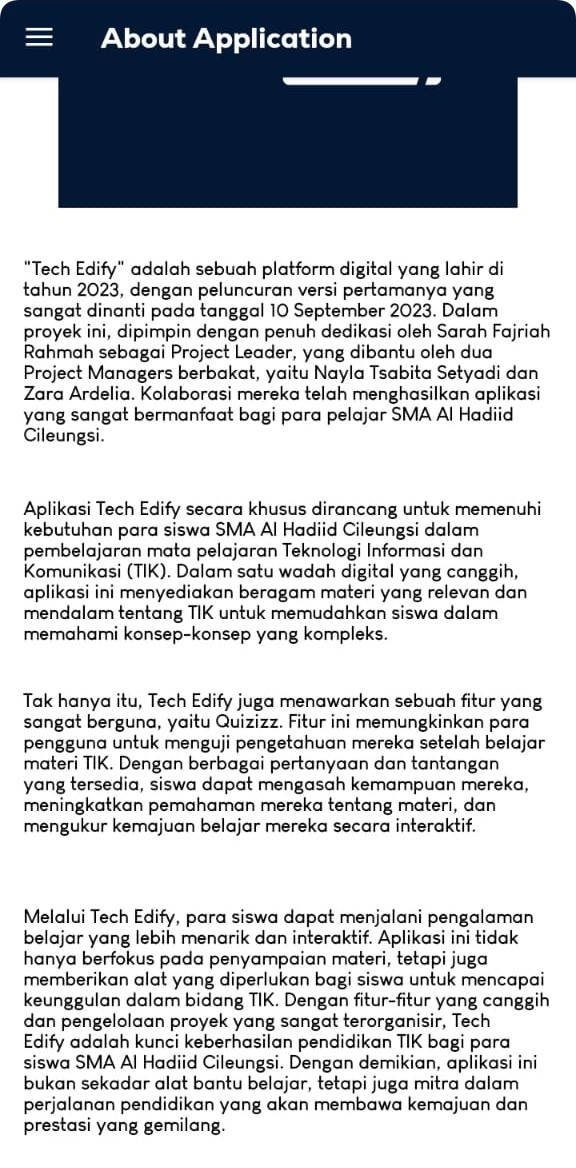 About Application
"Tech Edify" adalah sebuah platform digital yang lahir di
tahun 2023, dengan peluncuran versi pertamanya yang
sangat dinanti pada tanggal 10 September 2023. Dalam
proyek ini, dipimpin dengan penuh dedikasi oleh Sarah Fajriah
Rahmah sebagai Project Leader, yang dibantu oleh dua
Project Managers berbakat, yaitu Nayla Tsabita Setyadi dan
Zara Ardelia. Kolaborasi mereka telah menghasilkan aplikasi
yang sangat bermanfaat bagi para pelajar SMA Al Hadiid
Cileungsi.
Aplikasi Tech Edify secara khusus dirancang untuk memenuhi
kebutuhan para siswa SMA Al Hadiid Cileungsi dalam
pembelajaran mata pelajaran Teknologi Informasi dan
Komunikasi (TIK). Dalam satu wadah digital yang canggih,
aplikasi ini menyediakan beragam materi yang relevan dan
mendalam tentang TIK untuk memudahkan siswa dalam
memahami konsep-konsep yang kompleks.
Tak hanya itu, Tech Edify juga menawarkan sebuah fitur yang
sangat berguna, yaitu Quizizz. Fitur ini memungkinkan para
pengguna untuk menguji pengetahuan mereka setelah belajar
materi TIK. Dengan berbagai pertanyaan dan tantangan
yang tersedia, siswa dapat mengasah kemampuan mereka,
meningkatkan pemahaman mereka tentang materi, dan
mengukur kemajuan belajar mereka secara interaktif.
Melalui Tech Edify, para siswa dapat menjalani pengalaman
belajar yang lebih menarik dan interaktif. Aplikasi ini tidak
hanya berfokus pada penyampaian materi, tetapi juga
memberikan alat yang diperlukan bagi siswa untuk mencapai
keunggulan dalam bidang TIK. Dengan fitur-fitur yang canggih
dan pengelolaan proyek yang sangat terorganisir, Tech
Edify adalah kunci keberhasilan pendidikan TIK bagi para
siswa SMA Al Hadiid Cileungsi. Dengan demikian, aplikasi ini
bukan sekadar alat bantu belajar, tetapi juga mitra dalam
perjalanan pendidikan yang akan membawa kemajuan dan
prestasi yang gemilang.